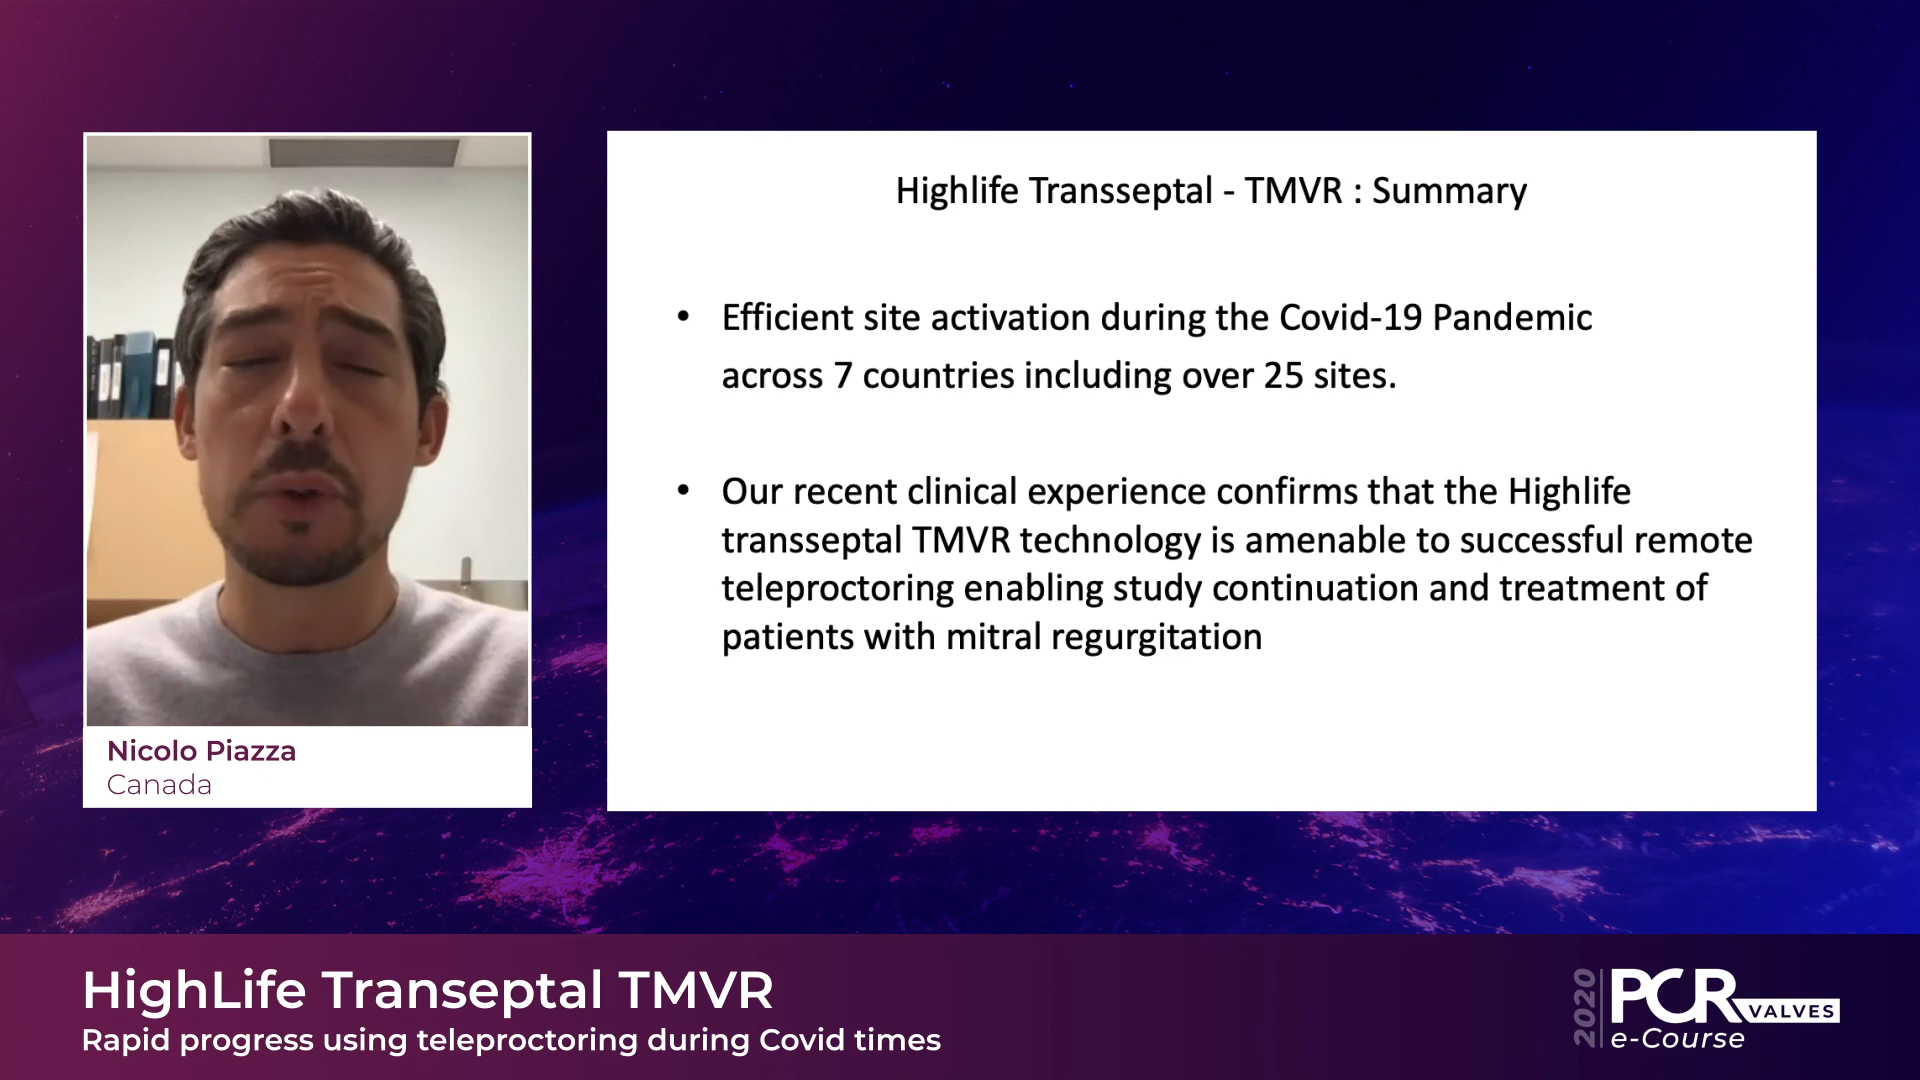 Highlife Transseptal - TMVR : Summary
• Efficient site activation during the Covid-19 Pandemic
across 7 countries including over 25 sites.
• Our recent clinical experience confirms that the Highlife
transseptal TMVR technology is amenable to successful remote
teleproctoring enabling study continuation and treatment of
patients with mitral regurgitation
Nicolo Piazza
Canada
HighLife Transeptal TMVR
Rapid progress using teleproctoring during Covid times
2020
PCR
VALVES
e-Course